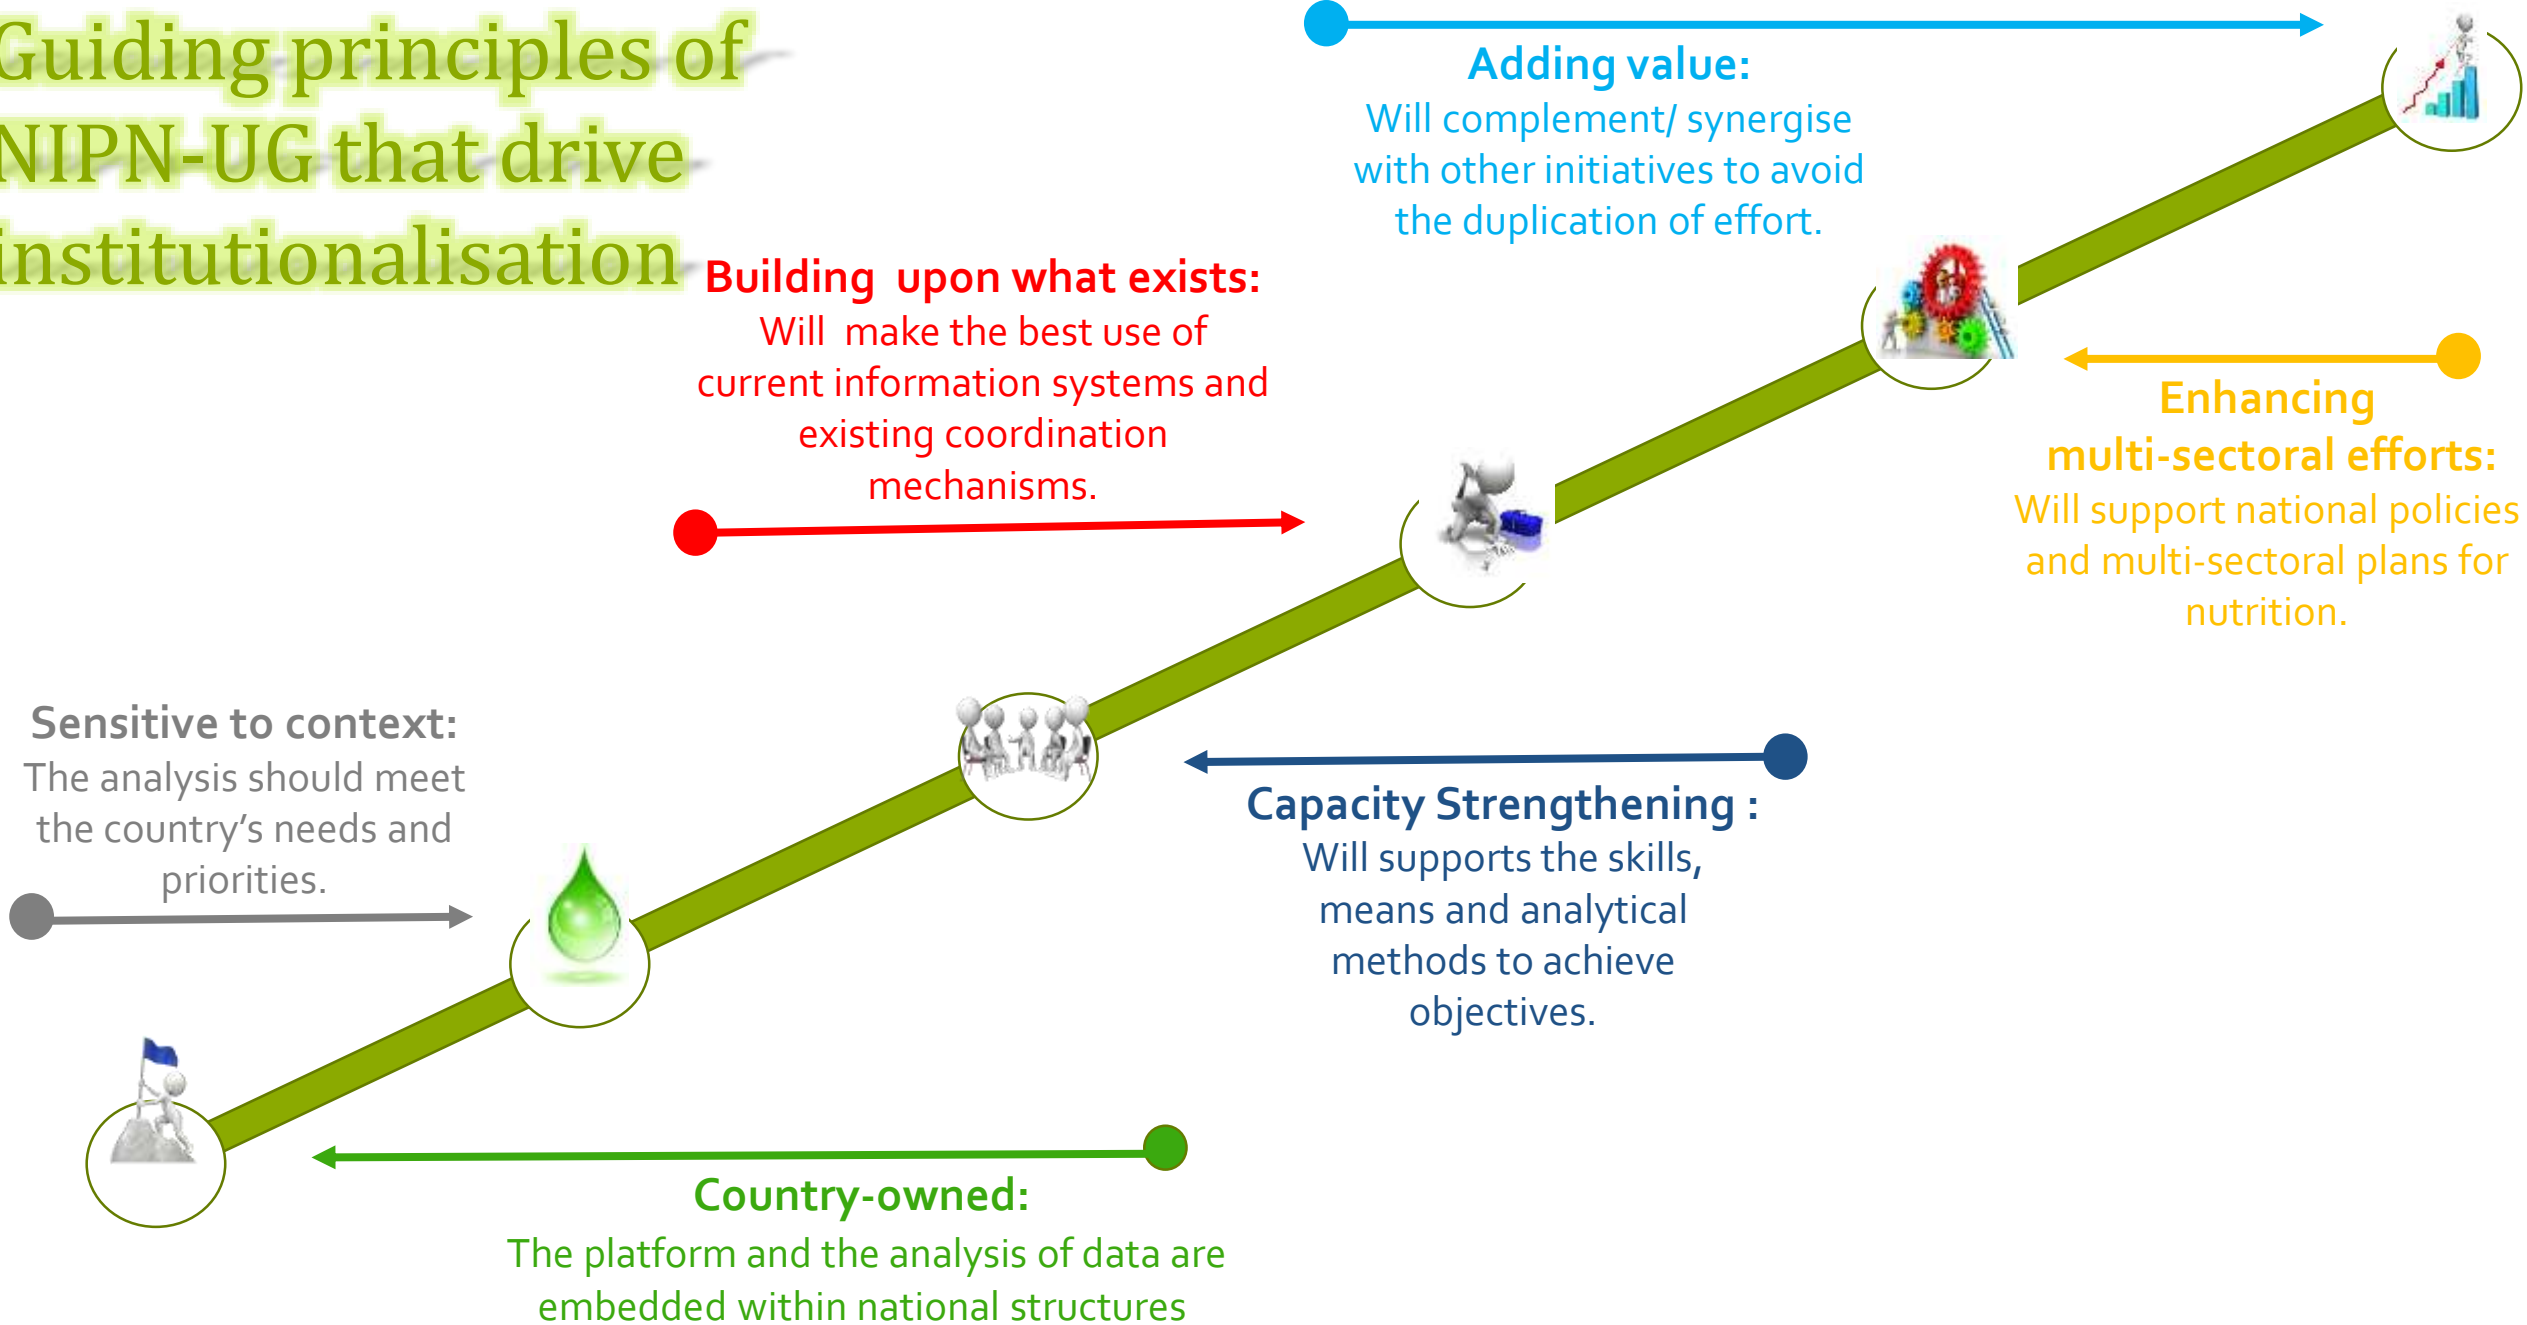 Guiding principles of
NIPN-UG that drive
institutionalisation
Adding value:
Will complement/ synergise
with other initiatives to avoid
the duplication of effort.
Building upon what exists:
Will make the best use of
current information systems and
existing coordination
mechanisms.
Enhancing
multi-sectoral efforts:
Will support national policies
and multi-sectoral plans for
nutrition.
Sensitive to context:
The analysis should meet
the country’s needs and
priorities.
Capacity Strengthening :
Will supports the skills,
means and analytical
methods to achieve
objectives.
Country-owned:
The platform and the analysis of data are
embedded within national structures